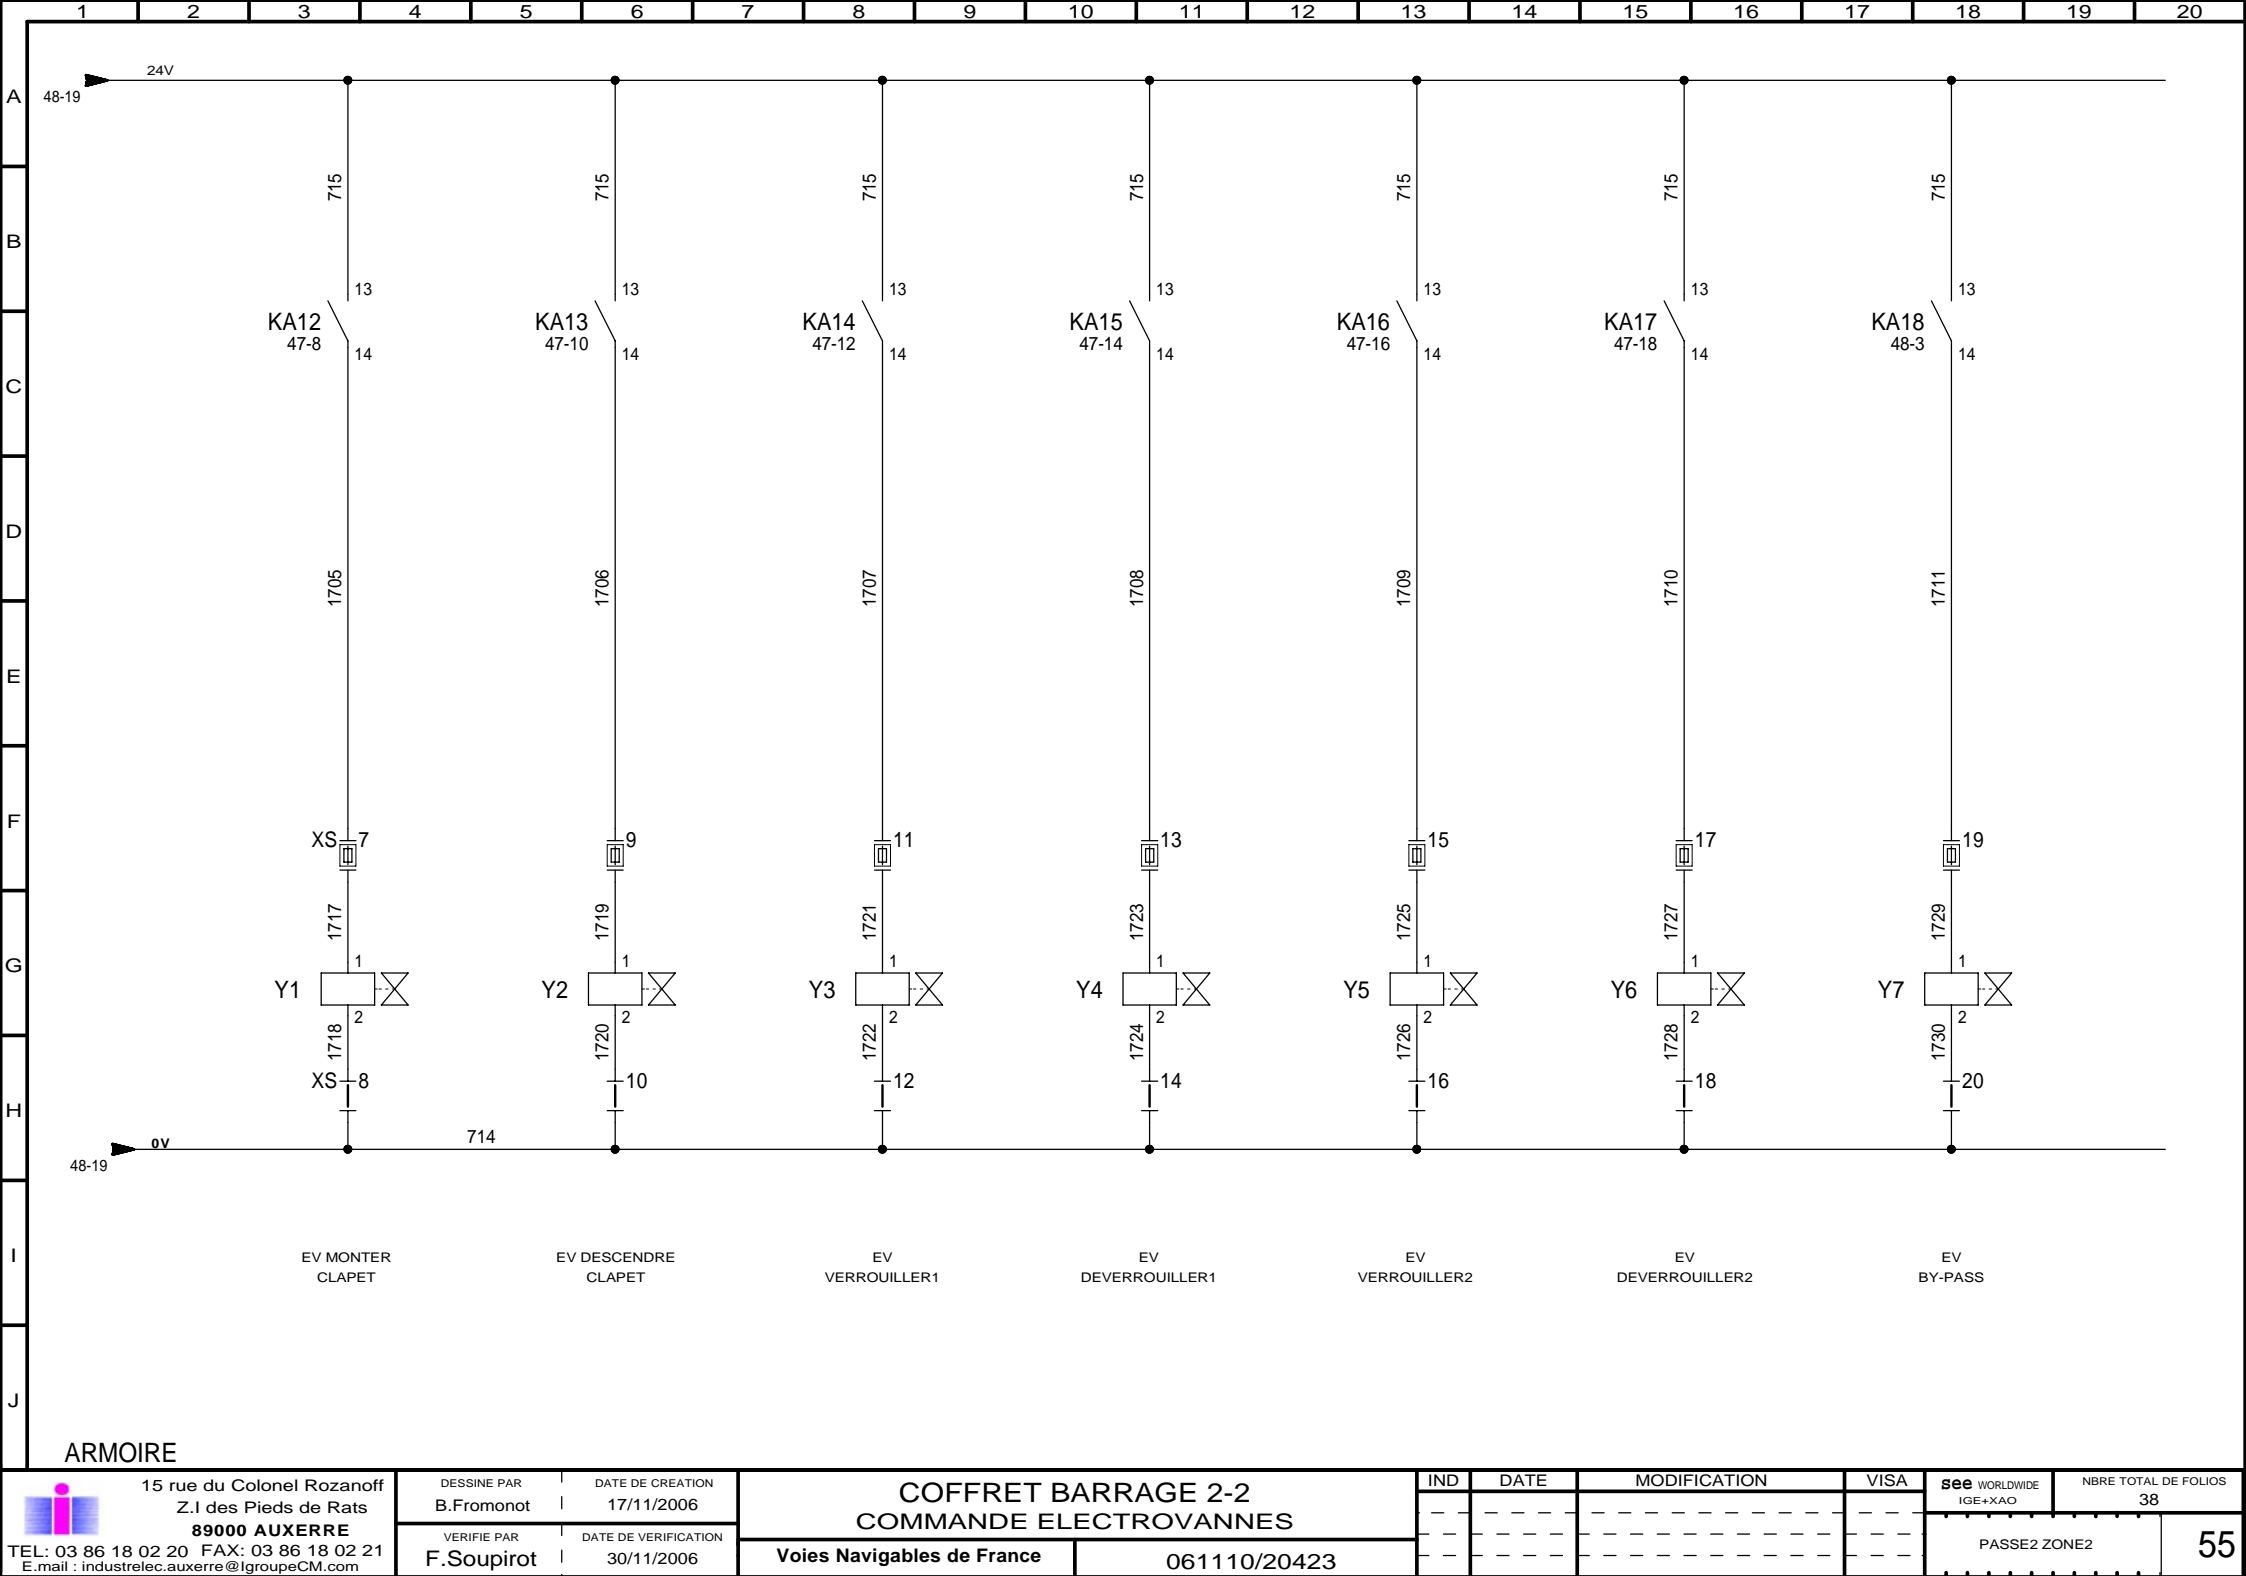 1 2 3 4 5 6 7 8 9 10 11 12 13 14 15 16 17 18 19 20
24V
A 48-19
715 715 715 715 715 715 715
B
13 13 13 13 13 13 13
KA12 KA13 KA14 KA15 KA16 KA17 KA18
47-8 47-10 47-12 47-14 47-16 47-18 48-3
14 14 14 14 14 14 14
C
D
1705 1706 1707 1708 1709 1710 1711
E
F
XS 7 9 11 13 15 17 19
1717 1719 1721 1723 1725 1727 1729
G
1 1 1 1 1 1 1
Y1 Y2 Y3 Y4 Y5 Y6 Y7
2 2 2 2 2 2 2
1718 1720 1722 1724 1726 1728 1730
XS 8 10 12 14 16 18 20
H
0V 714
48-19
I
EV MONTER EV DESCENDRE EV EV EV EV EV
CLAPET CLAPET VERROUILLER1 DEVERROUILLER1 VERROUILLER2 DEVERROUILLER2 BY-PASS
J
ARMOIRE
15 rue du Colonel Rozanoff
Z.I des Pieds de Rats
89000 AUXERRE
TEL: 03 86 18 02 20 FAX: 03 86 18 02 21
E.mail : industrelec.auxerre@IgroupeCM.com
DESSINE PAR
B.Fromonot
DATE DE CREATION
17/11/2006
VERIFIE PAR
F.Soupirot
DATE DE VERIFICATION
30/11/2006
COFFRET BARRAGE 2-2
COMMANDE ELECTROVANNES
Voies Navigables de France
061110/20423
IND DATE MODIFICATION VISA
see WORLDWIDE
IGE+XAO
NBRE TOTAL DE FOLIOS
38
PASSE2 ZONE2
55